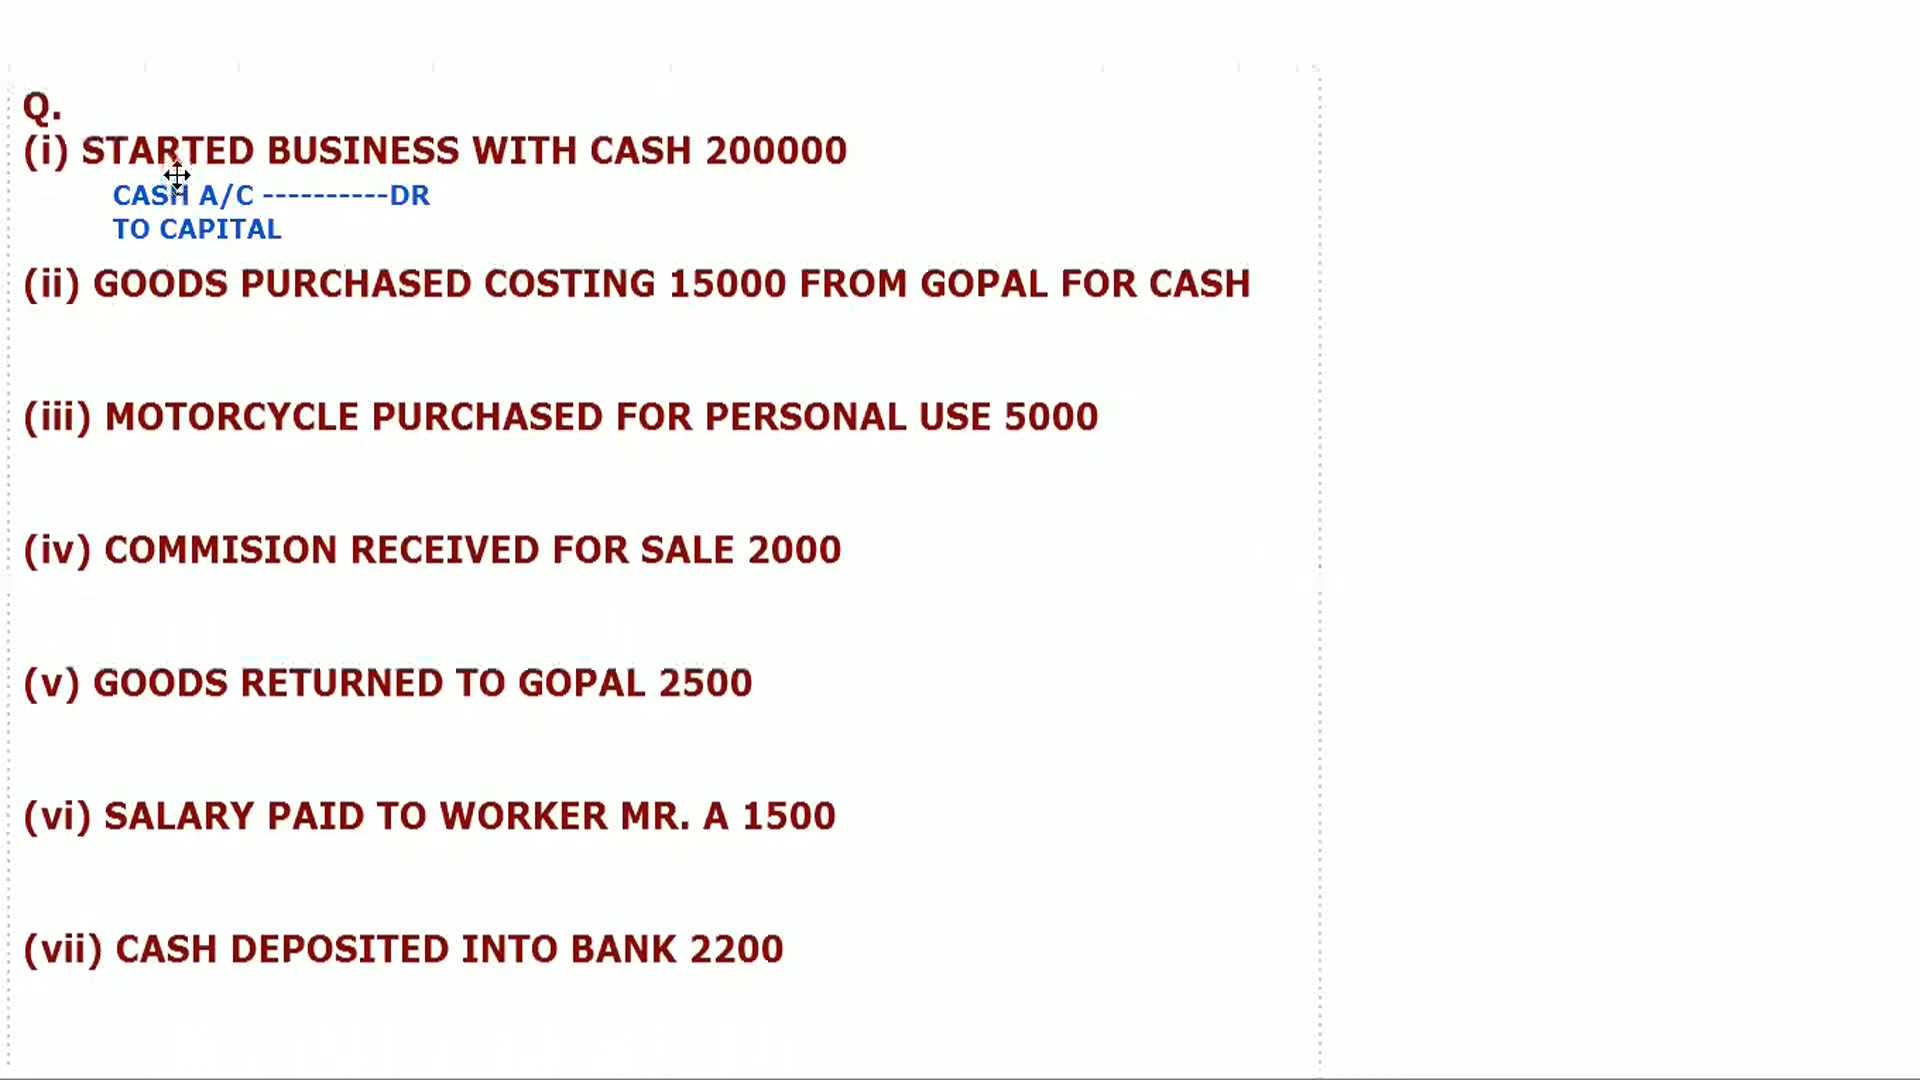 Q.
(i) STARTED BUSINESS WITH CASH 200000
CASH A/C ----------DR
TO CAPITAL
(ii) GOODS PURCHASED COSTING 15000 FROM GOPAL FOR CASH
(iii) MOTORCYCLE PURCHASED FOR PERSONAL USE 5000
(iv) COMMISION RECEIVED FOR SALE 2000
(v) GOODS RETURNED TO GOPAL 2500
(vi) SALARY PAID TO WORKER MR. A 1500
(vii) CASH DEPOSITED INTO BANK 2200